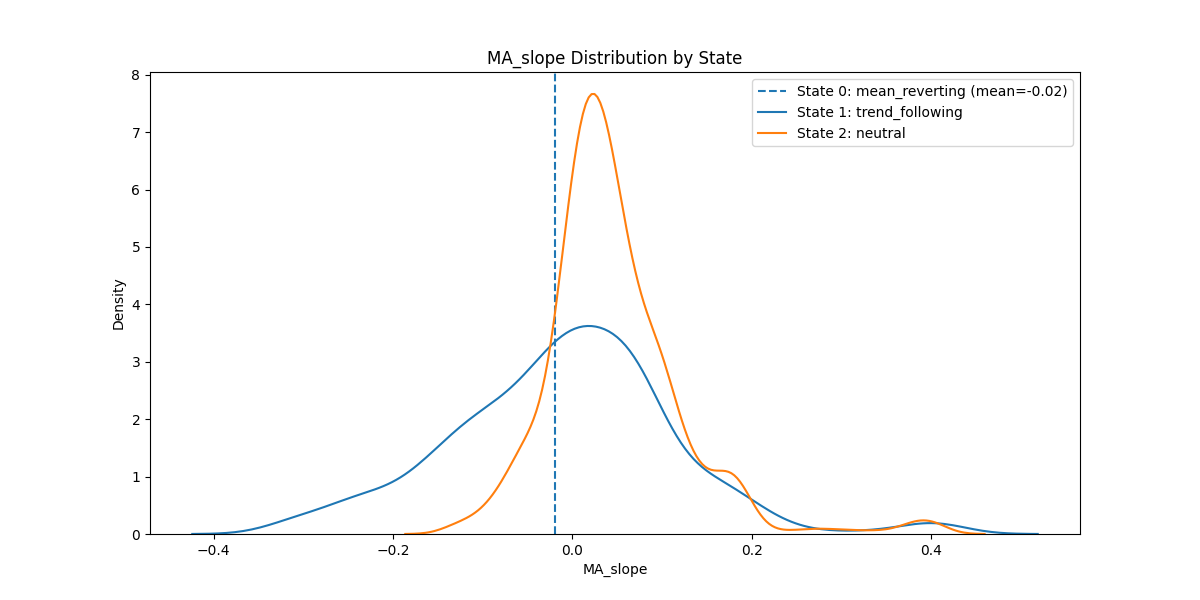 MA_slope Distribution by State
State 0: mean_reverting (mean=-0.02)
State 1: trend_following
State 2: neutral
Density
8
7
6
5
4
3
2
1
0
−0.4
−0.2
0.0
0.2
0.4
MA_slope